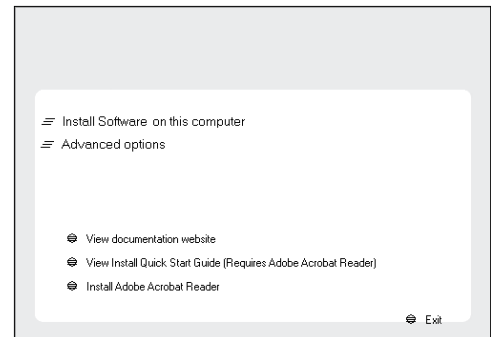 Install Software on this computer
Advanced options
View documentation website
View Install Quick Start Guide (Requires Adobe Acrobat Reader)
Install Adobe Acrobat Reader
Exit